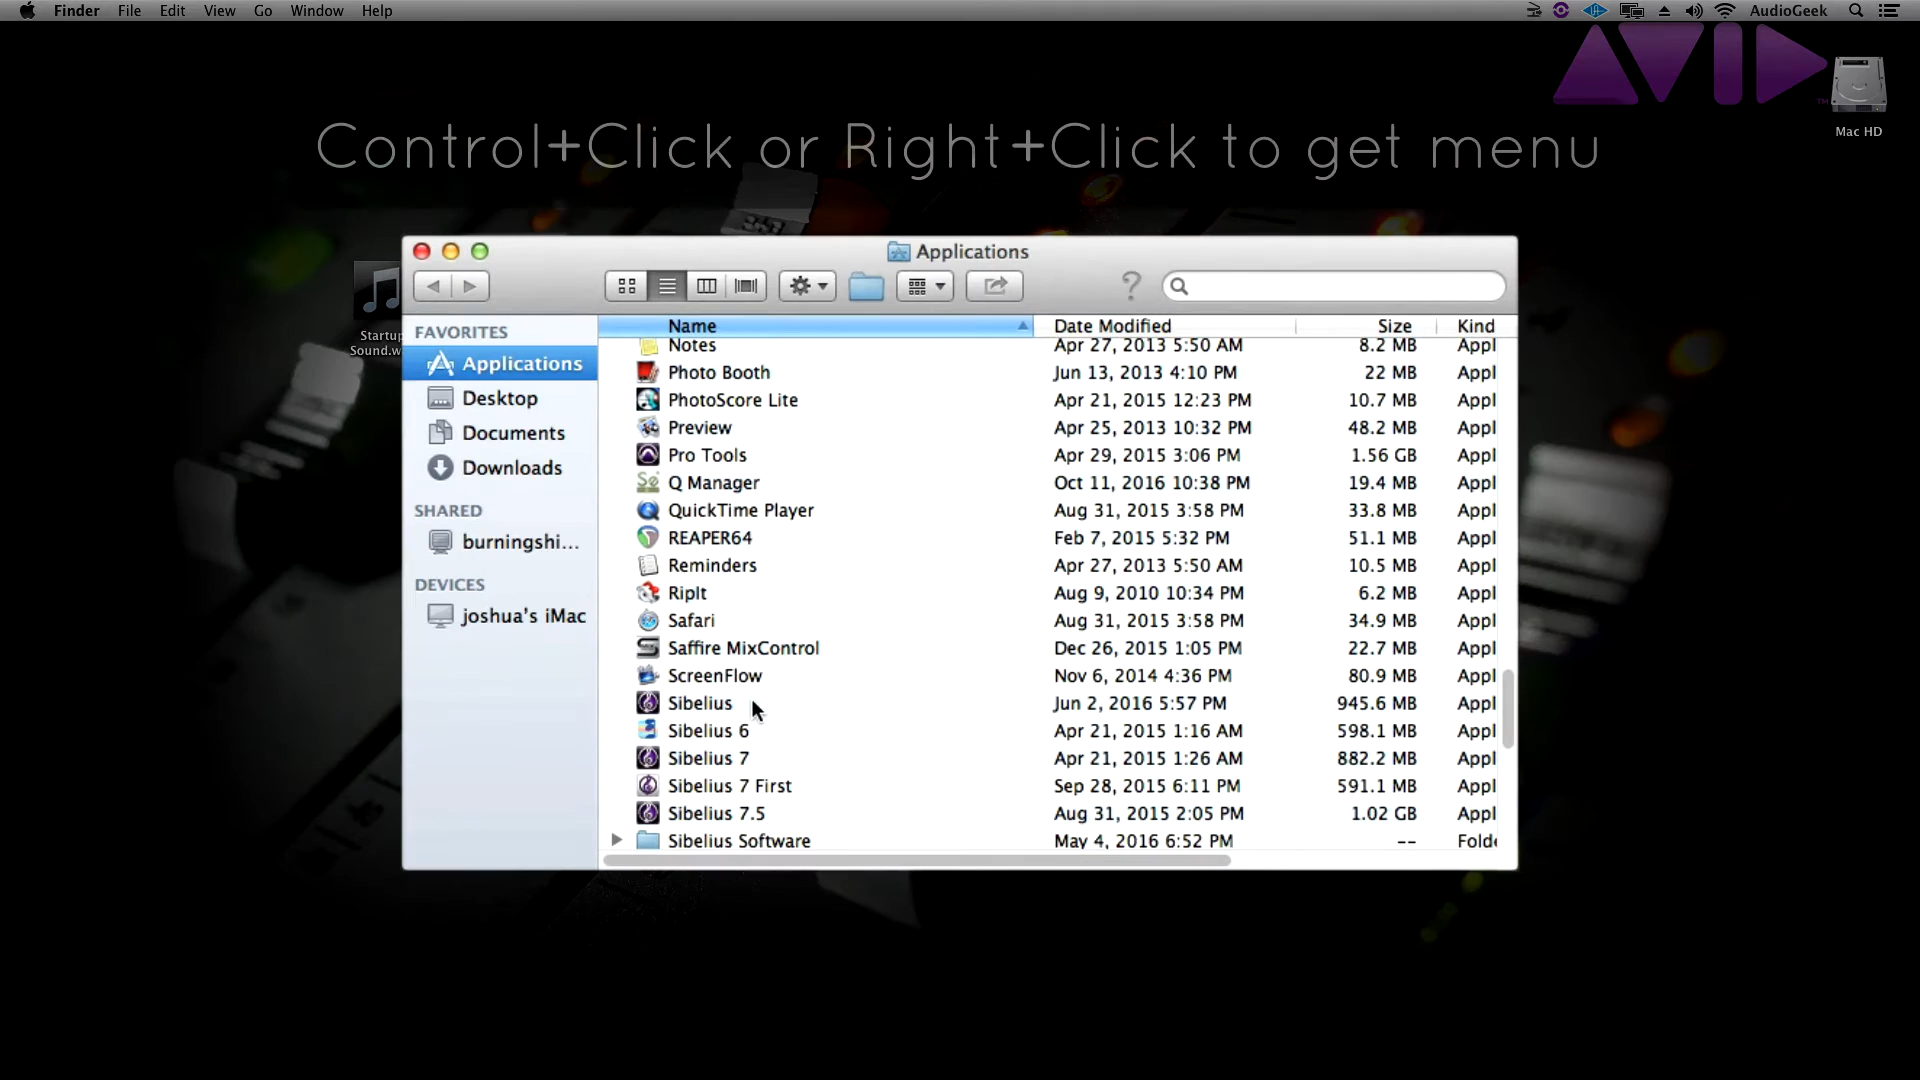 Finder File Edit View Go Window Help AudioGeek
AVID
TM
Mac HD
Control+Click or Right+Click to get menu
Startup
Sound.w
Applications
FAVORITES
Applications
Desktop
Documents
Downloads
SHARED
burningshi...
DEVICES
joshua's iMac
Name Date Modified Size Kind
Notes Apr 27, 2013 5:50 AM 8.2 MB Appl
Photo Booth Jun 13, 2013 4:10 PM 22 MB Appl
PhotoScore Lite Apr 21, 2015 12:23 PM 10.7 MB Appl
Preview Apr 25, 2013 10:32 PM 48.2 MB Appl
Pro Tools Apr 29, 2015 3:06 PM 1.56 GB Appl
Q Manager Oct 11, 2016 10:38 PM 19.4 MB Appl
QuickTime Player Aug 31, 2015 3:58 PM 33.8 MB Appl
REAPER64 Feb 7, 2015 5:32 PM 51.1 MB Appl
Reminders Apr 27, 2013 5:50 AM 10.5 MB Appl
RipIt Aug 9, 2010 10:34 PM 6.2 MB Appl
Safari Aug 31, 2015 3:58 PM 34.9 MB Appl
Saffire MixControl Dec 26, 2015 1:05 PM 22.7 MB Appl
ScreenFlow Nov 6, 2014 4:36 PM 80.9 MB Appl
Sibelius Jun 2, 2016 5:57 PM 945.6 MB Appl
Sibelius 6 Apr 21, 2015 1:16 AM 598.1 MB Appl
Sibelius 7 Apr 21, 2015 1:26 AM 882.2 MB Appl
Sibelius 7 First Sep 28, 2015 6:11 PM 591.1 MB Appl
Sibelius 7.5 Aug 31, 2015 2:05 PM 1.02 GB Appl
Sibelius Software May 4, 2016 6:52 PM -- Folde